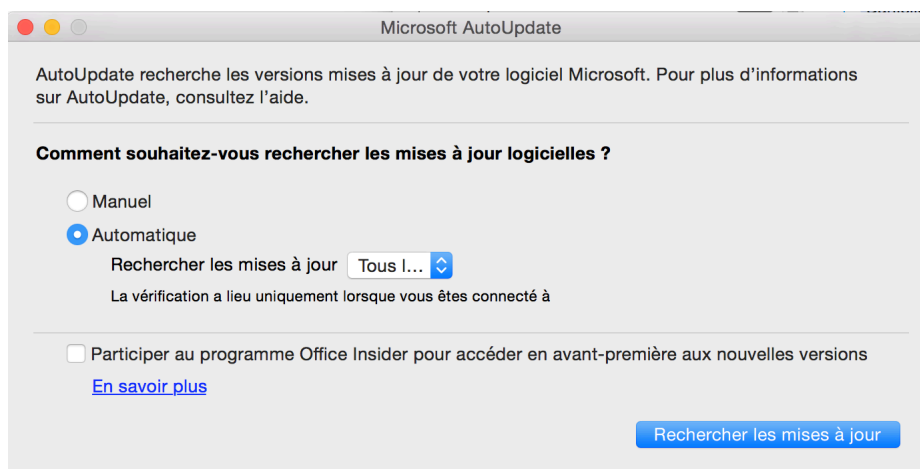 Microsoft AutoUpdate
AutoUpdate recherche les versions mises à jour de votre logiciel Microsoft. Pour plus d'informations
sur AutoUpdate, consultez l'aide.
Comment souhaitez-vous rechercher les mises à jour logicielles ?
Manuel
Automatique
Rechercher les mises à jour Tous l...
La vérification a lieu uniquement lorsque vous êtes connecté à
Participer au programme Office Insider pour accéder en avant-première aux nouvelles versions
En savoir plus
Rechercher les mises à jour